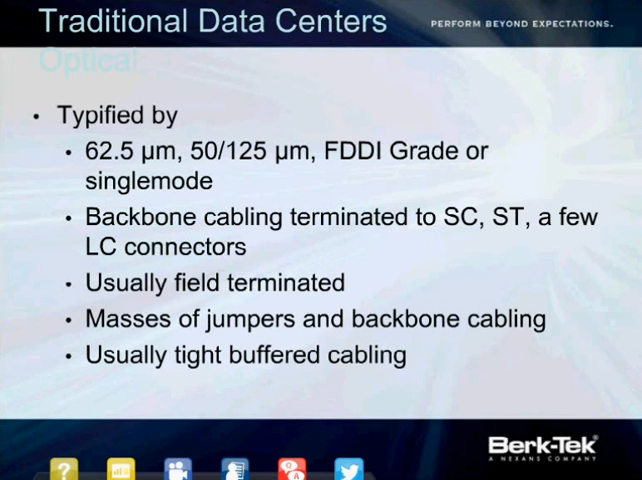 Traditional Data Centers
PERFORM BEYOND EXPECTATIONS.
Optical
• Typified by
• 62.5 µm, 50/125 µm, FDDI Grade or
singlemode
• Backbone cabling terminated to SC, ST, a few
LC connectors
• Usually field terminated
• Masses of jumpers and backbone cabling
• Usually tight buffered cabling
Berk-Tek®
A NEXANS COMPANY
?
Q
A